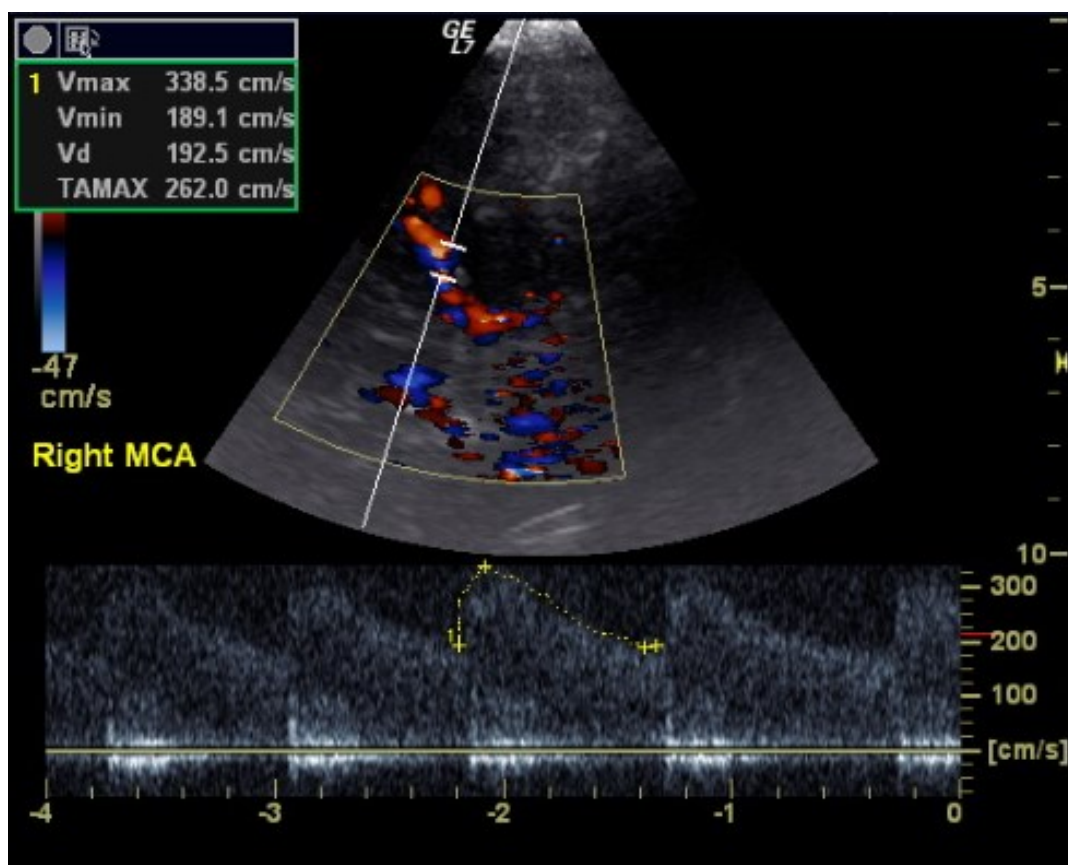 GE
L7
1 Vmax 338.5 cm/s
Vmin 189.1 cm/s
Vd 192.5 cm/s
TAMAX 262.0 cm/s
5
-47
cm/s
Right MCA
10
300
200
1
100
[cm/s]
-4 -3 -2 -1 0